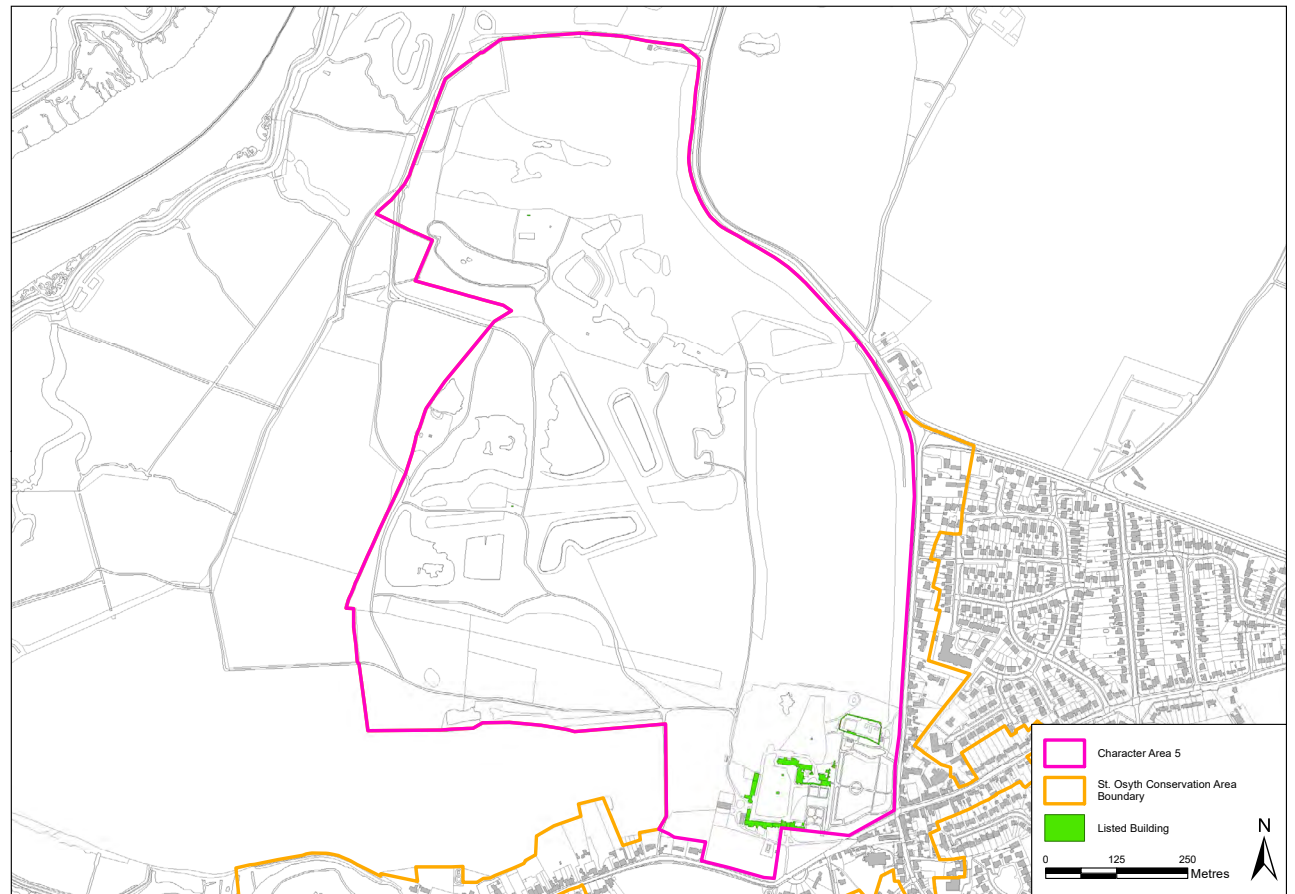 Character Area 5
St. Osyth Conservation Area
Boundary
Listed Building
N
0 125 250
Metres